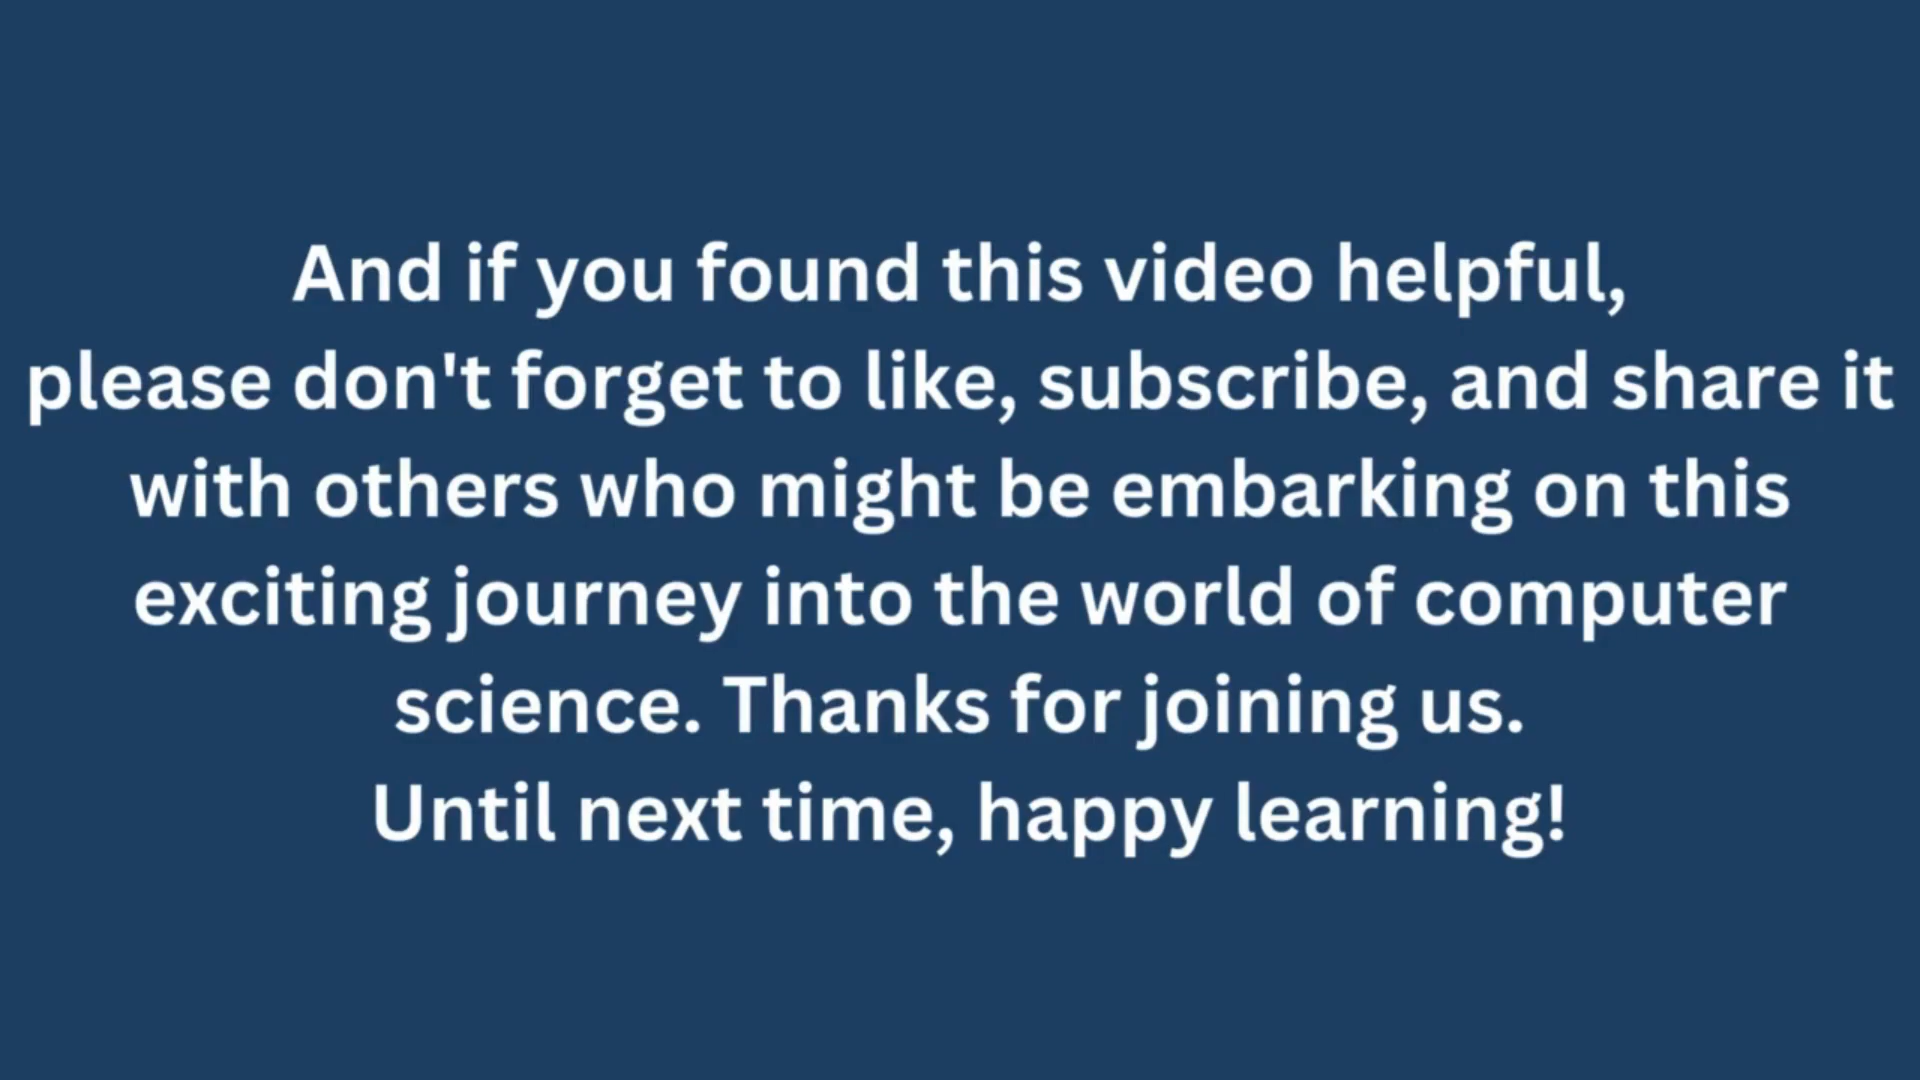 And if you found this video helpful,
please don't forget to like, subscribe, and share it
with others who might be embarking on this
exciting journey into the world of computer
science. Thanks for joining us.
Until next time, happy learning!